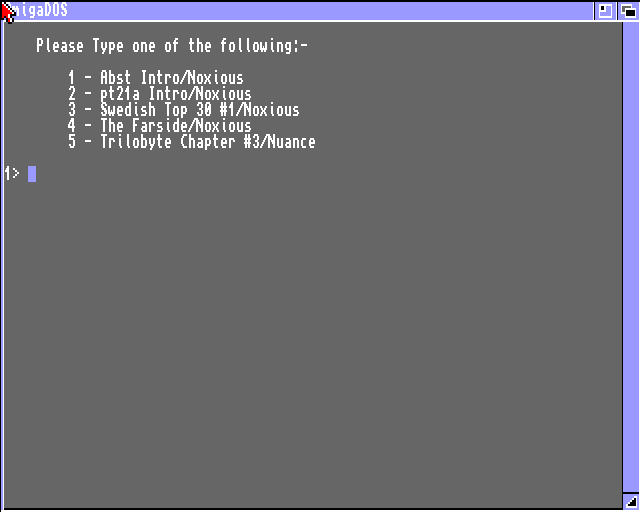 AmigaDOS
Please Type one of the following:-
1 - Abst Intro/Noxious
2 - pt21a Intro/Noxious
3 - Swedish Top 30 #1/Noxious
4 - The Farside/Noxious
5 - Trilobyte Chapter #3/Nuance
1>